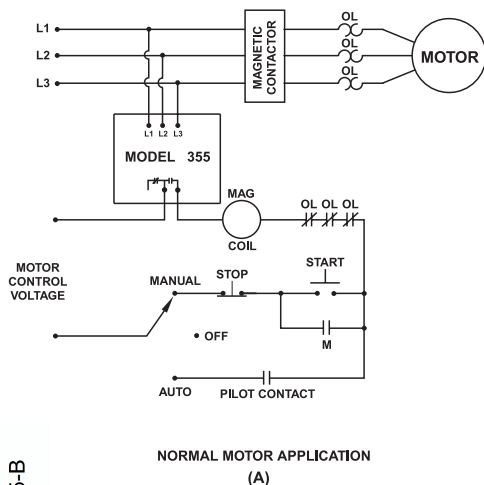 OL
L1
L2
OL
MAGNETIC
CONTACTOR
MOTOR
OL
L3
L1 L2 L3
MODEL 355
MAG
COIL
OL OL OL
MOTOR
CONTROL
VOLTAGE
MANUAL
STOP
START
OFF
M
AUTO
PILOT CONTACT
NORMAL MOTOR APPLICATION
(A)